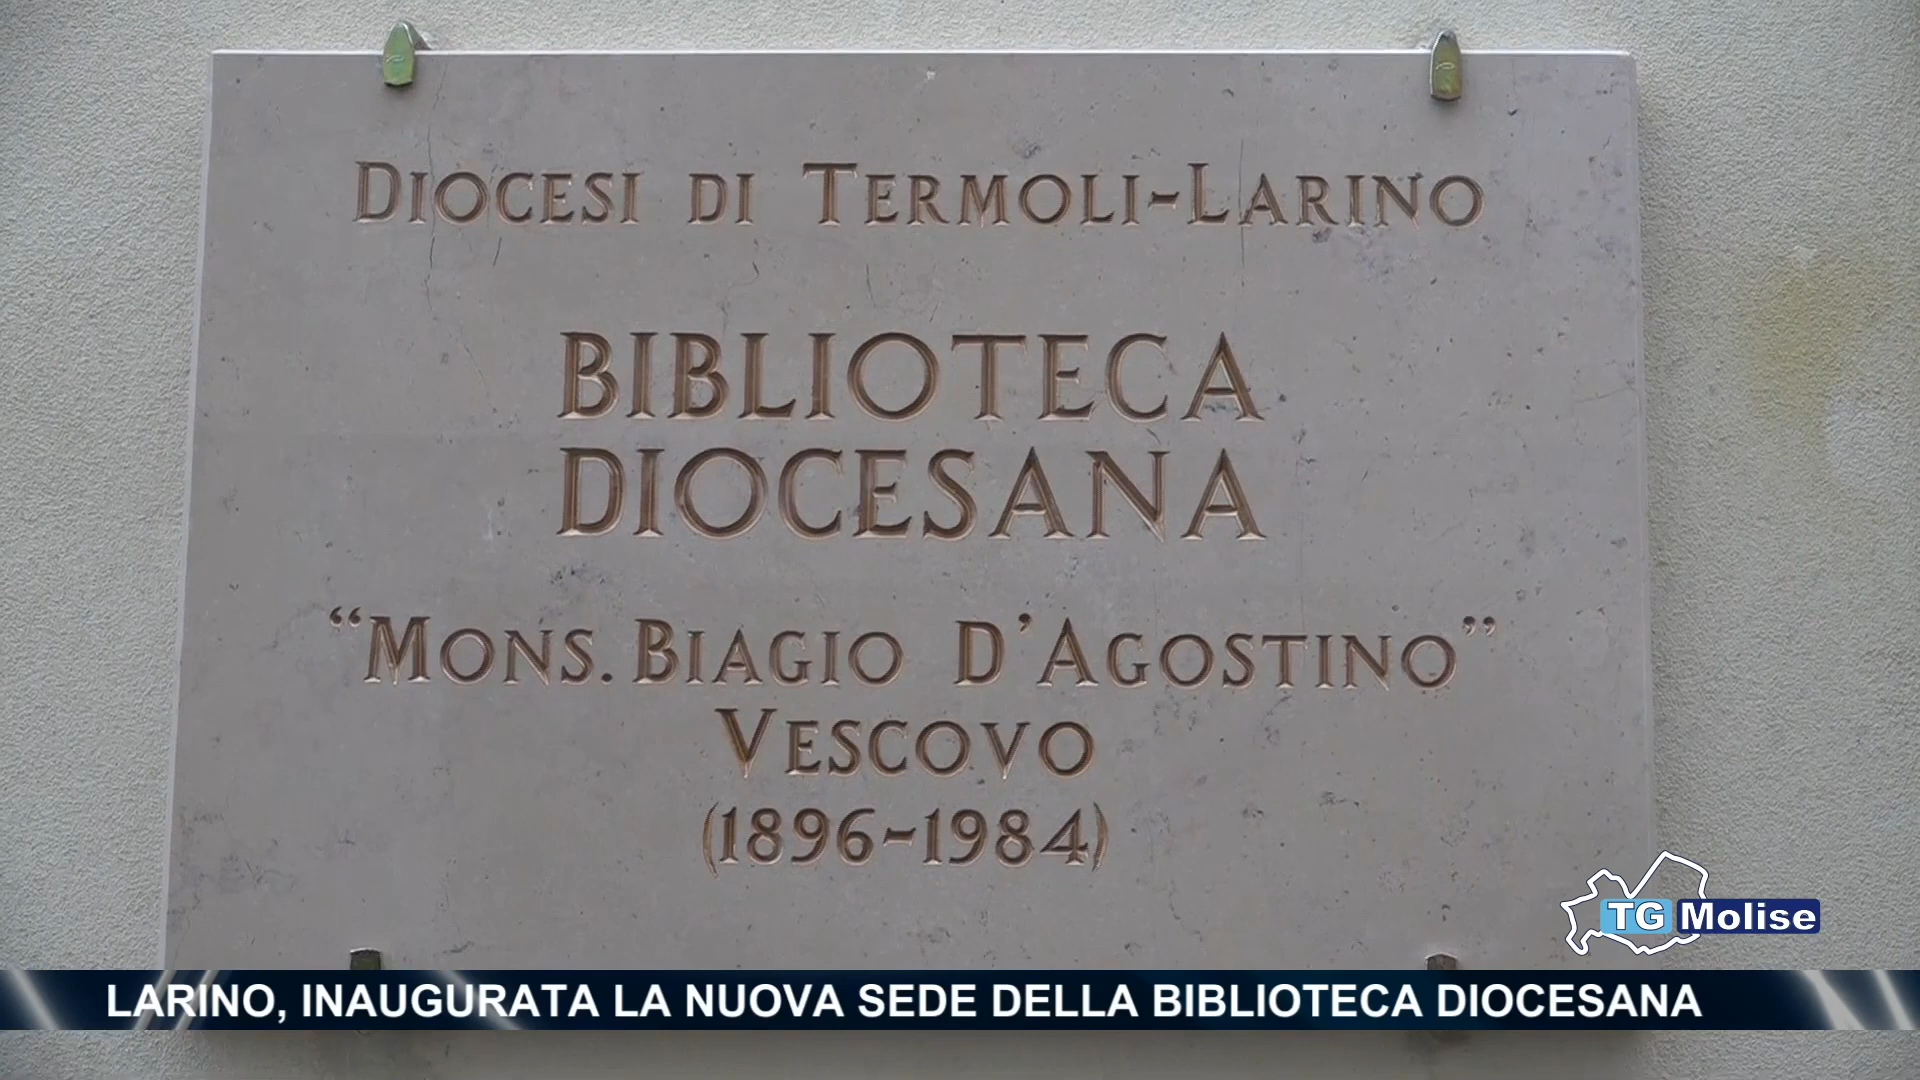 DIOCESI DI TERMOLI-LARINO
BIBLIOTECA
DIOCESANA
“MONS. BIAGIO D’AGOSTINO”
VESCOVO
(1896-1984)
TG Molise
LARINO, INAUGURATA LA NUOVA SEDE DELLA BIBLIOTECA DIOCESANA